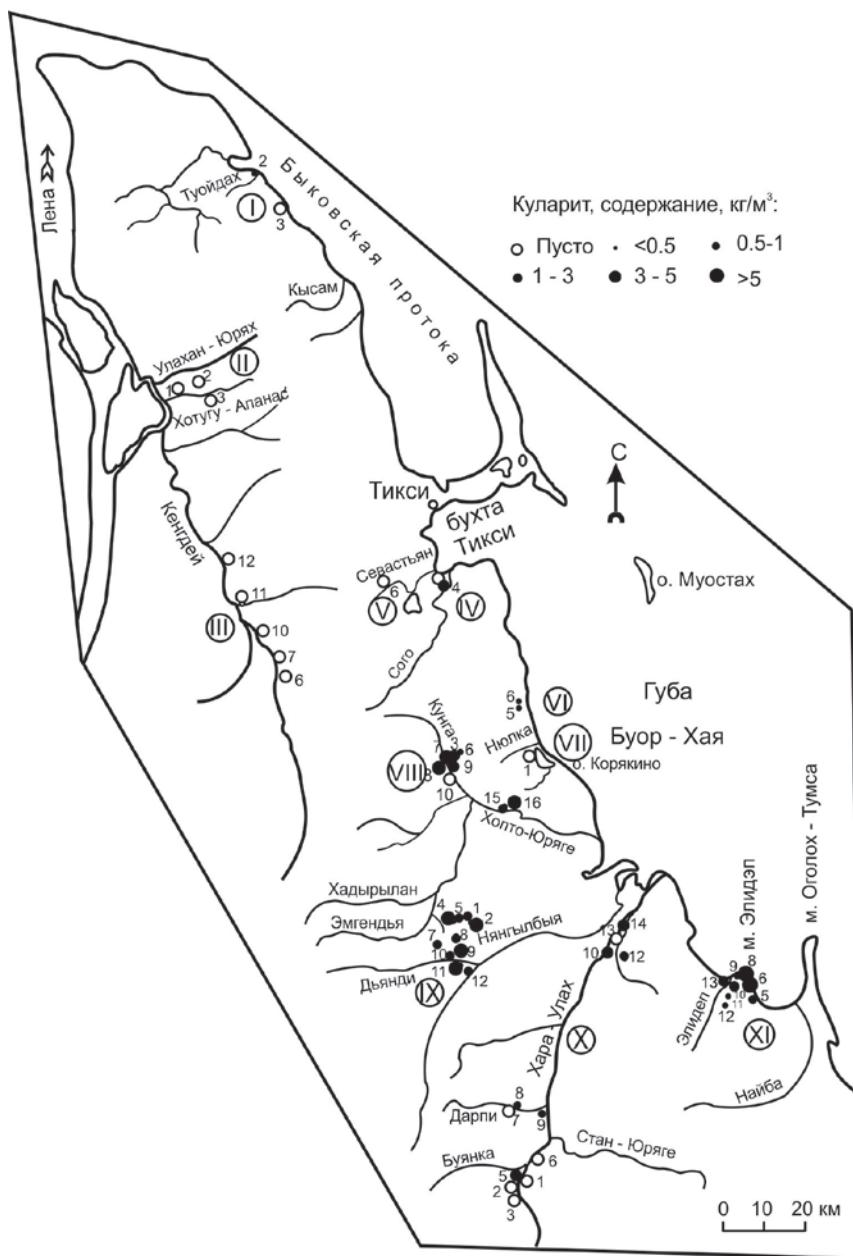 Лена
Туойдах
2
I
3
Быковская протока
Куларит, содержание, кг/м³:
Пусто <0.5 0.5-1
1 - 3 3 - 5 >5
Кысам
Улахан - Юрях
II
1 2
3
Хотугу - Апанас
С
Тикси
бухта
Тикси
Кенгдей
12
11
III
10
7
6
Севастьян
6
V
4
IV
о. Муостах
Сого
Губа
Буор - Хая
6
5
VI
Нюлка
VII
1
о. Корякино
Кунга
7 3 6
VIII
8 9
10
15 16
Хопто-Юряге
м. Оголох - Тумса
м. Элидэп
Хадырылан
Эмгендья
4 5 1
2
7 8
Нянгылбыя
10 9
Дьянди
11 12
IX
13 14
10 12
Хара - Улах
X
9 8
13 6
10
12 11 5
Элидеп
XI
Найба
8
Дарпи
7
9
Буянка
Стан - Юряге
6
5
2 1
3
0 10 20 км